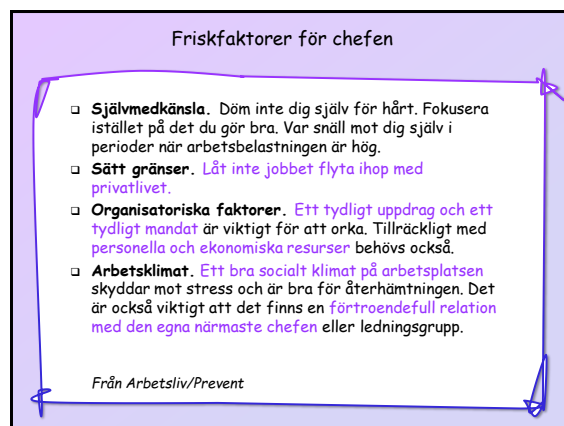 Friskfaktorer för chefen
❑ Självmedkänsla. Döm inte dig själv för hårt. Fokusera
istället på det du gör bra. Var snäll mot dig själv i
perioder när arbetsbelastningen är hög.
❑ Sätt gränser. Låt inte jobbet flyta ihop med
privatlivet.
❑ Organisatoriska faktorer. Ett tydligt uppdrag och ett
tydligt mandat är viktigt för att orka. Tillräckligt med
personella och ekonomiska resurser behövs också.
❑ Arbetsklimat. Ett bra socialt klimat på arbetsplatsen
skyddar mot stress och är bra för återhämtningen. Det
är också viktigt att det finns en förtroendefull relation
med den egna närmaste chefen eller ledningsgrupp.
Från Arbetsliv/Prevent